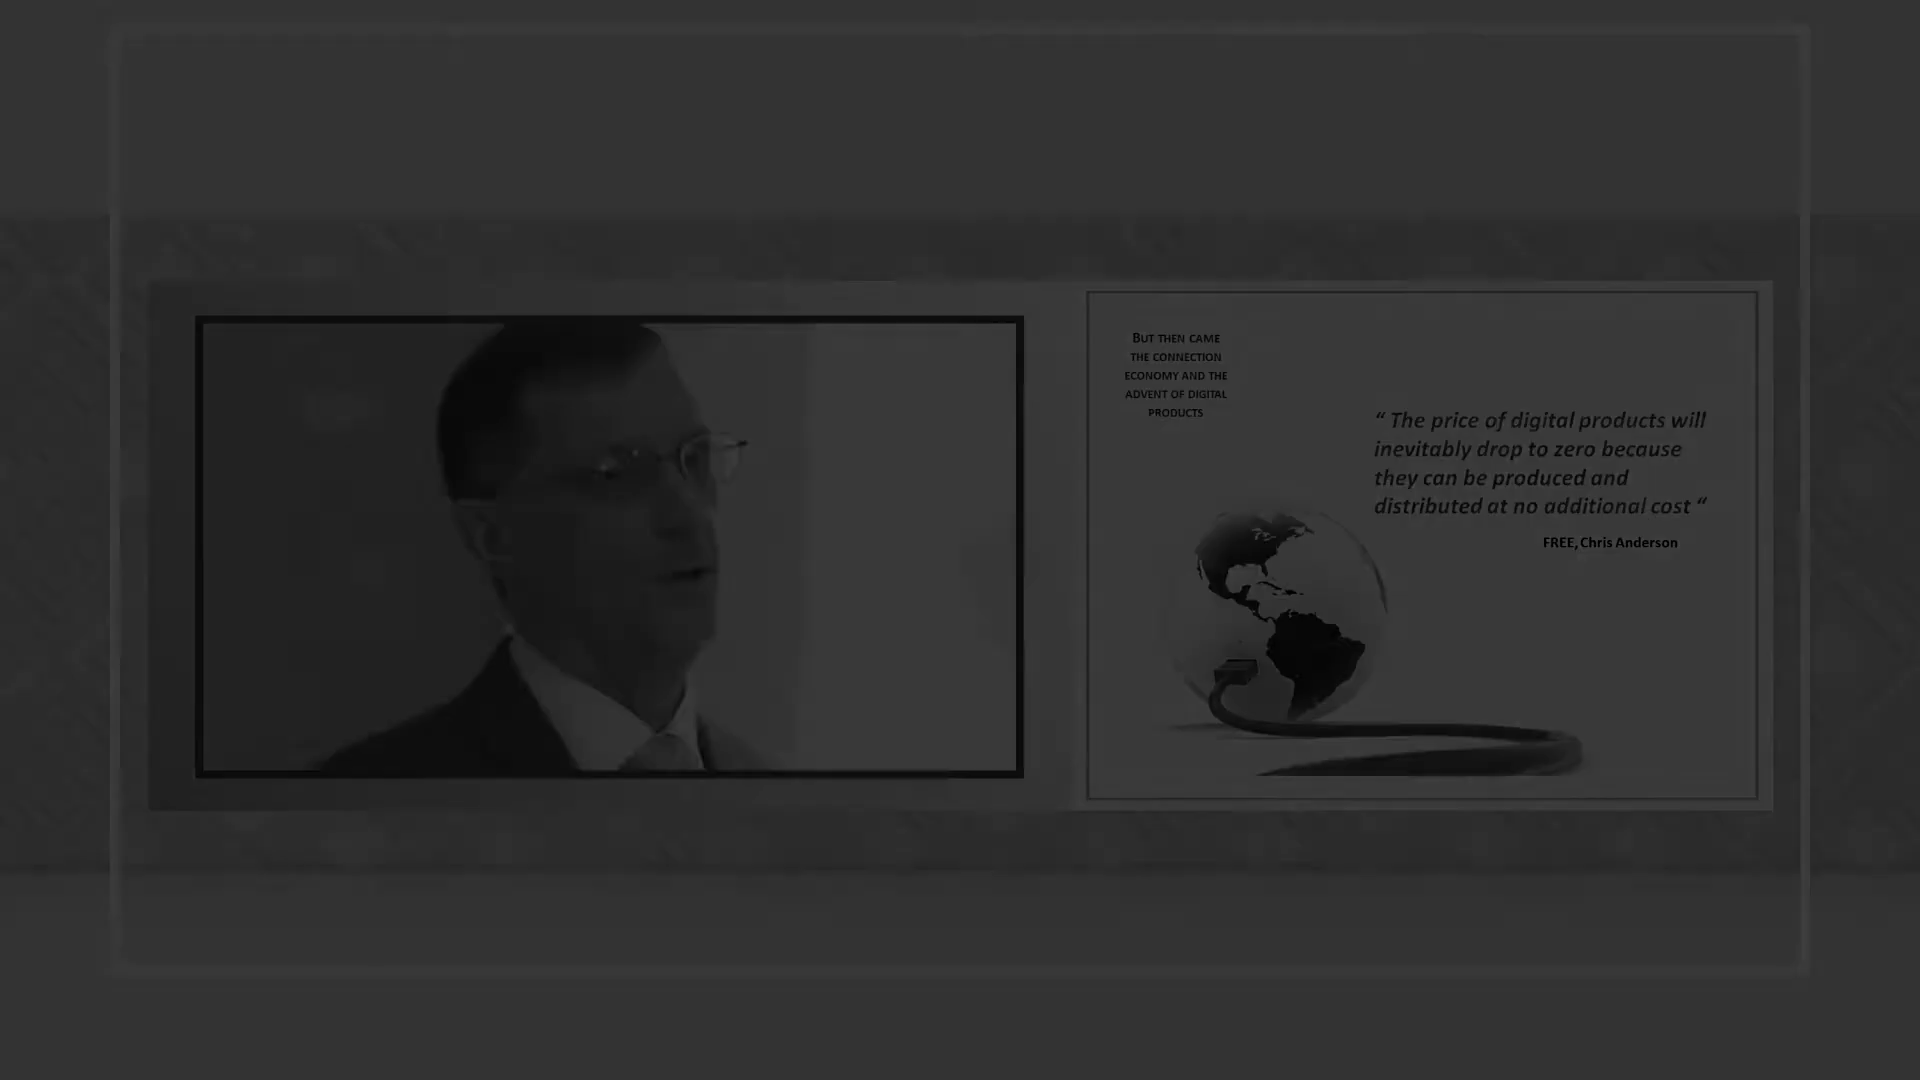 BUT THEN CAME
THE CONNECTION
ECONOMY AND THE
ADVENT OF DIGITAL
PRODUCTS
“ The price of digital products will
inevitably drop to zero because
they can be produced and
distributed at no additional cost “
FREE, Chris Anderson